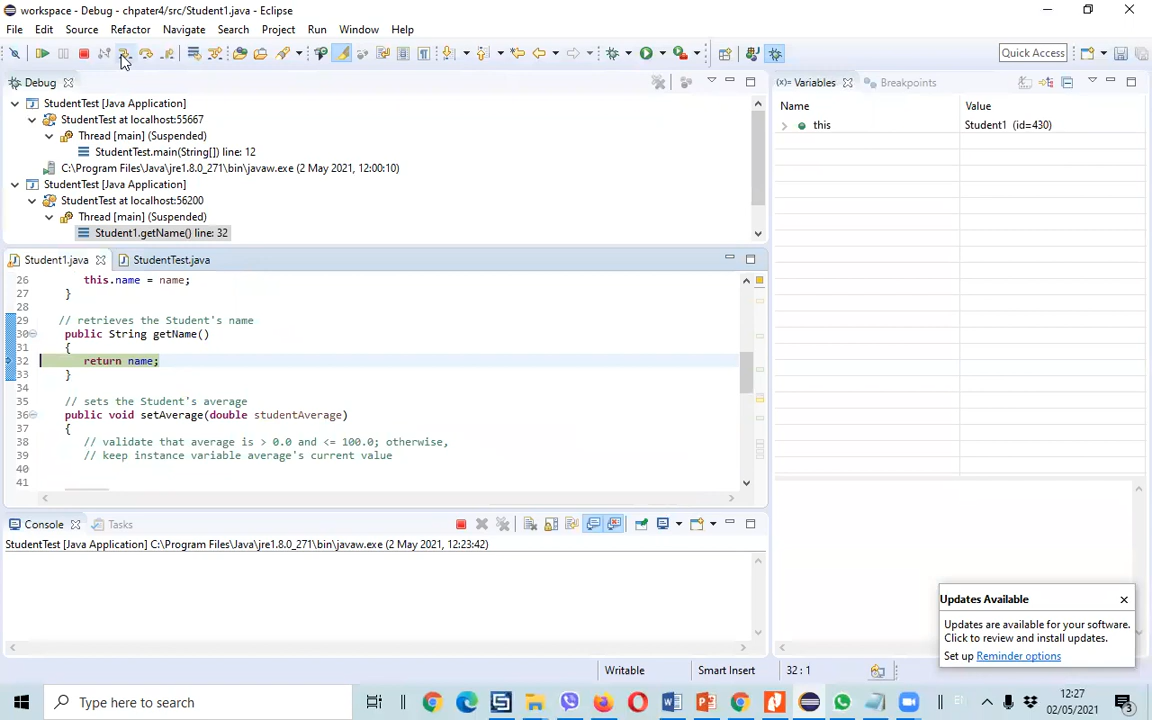 workspace - Debug - chpater4/src/Student1.java - Eclipse
File Edit Source Refactor Navigate Search Project Run Window Help
Quick Access
Debug
StudentTest [Java Application]
StudentTest at localhost:55667
Thread [main] (Suspended)
StudentTest.main(String[]) line: 12
C:\Program Files\Java\jre1.8.0_271\bin\javaw.exe (2 May 2021, 12:00:10)
StudentTest [Java Application]
StudentTest at localhost:56200
Thread [main] (Suspended)
Student1.getName() line: 32
(x)= Variables Breakpoints
Name Value
this Student1 (id=430)
Student1.java StudentTest.java
26 this.name = name;
27 }
28
29 // retrieves the Student's name
30 public String getName()
31 {
32 return name;
33 }
34
35 // sets the Student's average
36 public void setAverage(double studentAverage)
37 {
38 // validate that average is > 0.0 and <= 100.0; otherwise,
39 // keep instance variable average's current value
40
41
Console Tasks
StudentTest [Java Application] C:\Program Files\Java\jre1.8.0_271\bin\javaw.exe (2 May 2021, 12:23:42)
Updates Available
Updates are available for your software.
Click to review and install updates.
Set up Reminder options
Writable Smart Insert 32 : 1
Type here to search
12:27
02/05/2021